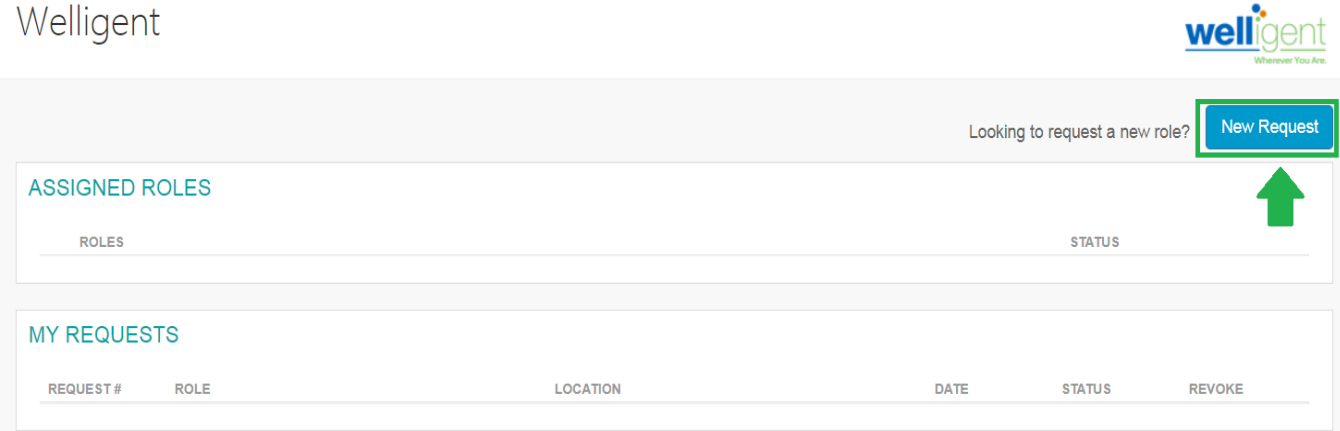 Welligent
welligent
Wherever You Are.
Looking to request a new role? New Request
ASSIGNED ROLES
ROLES STATUS
MY REQUESTS
REQUEST # ROLE LOCATION DATE STATUS REVOKE